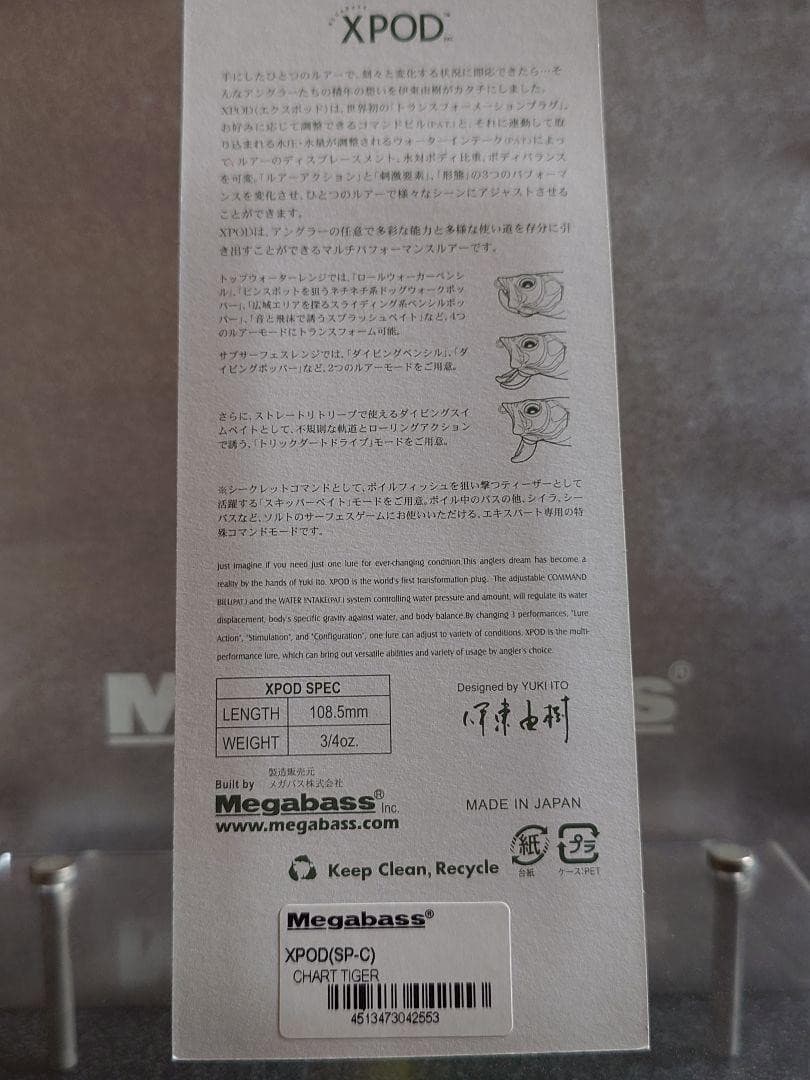 MEGABASS
XPOD™
手にしたひとつのルアーで、刻々と変化する状況に即応できたら…そ
んなアングラーたちの積年の想いを伊東由樹がカタチにしました。
XPOD(エクスポッド)は、世界初の「トランスフォーメーションプラグ」。
お好みに応じて調整できるコマンドビル(PAT.)と、それに連動して取
り込まれる水圧・水量が調整されるウォーターインテーク(PAT.)によっ
て、ルアーのディスプレースメント、水対ボディ比重、ボディバランス
を可変。「ルアーアクション」と「刺激要素」、「形態」の3つのパフォーマ
ンスを変化させ、ひとつのルアーで様々なシーンにアジャストさせる
ことができます。
XPODは、アングラーの任意で多彩な能力と多様な使い道を存分に引
き出すことができるマルチパフォーマンスルアーです。
トップウォーターレンジでは、「ロールウォーカーペンシ
ル」、「ピンスポットを狙うネチネチ系ドッグウォークポッ
パー」、「広域エリアを探るスライディング系ペンシルポッ
パー」、「音と飛沫で誘うスプラッシュベイト」など、4つ
のルアーモードにトランスフォーム可能。
サブサーフェスレンジでは、「ダイビングペンシル」、「ダ
イビングポッパー」など、2つのルアーモードをご用意。
さらに、ストレートリトリーブで使えるダイビングスイ
ムベイトとして、不規則な軌道とローリングアクション
で誘う、「トリックダートドライブ」モードをご用意。
※シークレットコマンドとして、ボイルフィッシュを狙い撃つティーザーとして
活躍する「スキッパーベイト」モードをご用意。ボイル中のバスの他、シイラ、シー
バスなど、ソルトのサーフェスゲームにお使いいただける、エキスパート専用の特
殊コマンドモードです。
Just imagine if you need just one lure for ever-changing condition.This anglers dream has become a
reality by the hands of Yuki Ito. XPOD is the world's first transformation plug. The adjustable COMMAND
BILL(PAT.) and the WATER INTAKE(PAT.) system controlling water pressure and amount, will regulate its water
displacement, body's specific gravity against water, and body balance.By changing 3 performances, "Lure
Action", "Stimulation", and "Configuration", one lure can adjust to variety of conditions. XPOD is the multi-
performance lure, which can bring out versatile abilities and variety of usage by angler's choice.
XPOD SPEC
LENGTH 108.5mm
WEIGHT 3/4oz.
Designed by YUKI ITO
伊東由樹
製造販売元
Built by メガバス株式会社
Megabass® Inc.
www.megabass.com
MADE IN JAPAN
Keep Clean, Recycle
紙
台紙
プラ
ケース:PET
Megabass®
XPOD(SP-C)
CHART TIGER
4513473042553
Megabass®